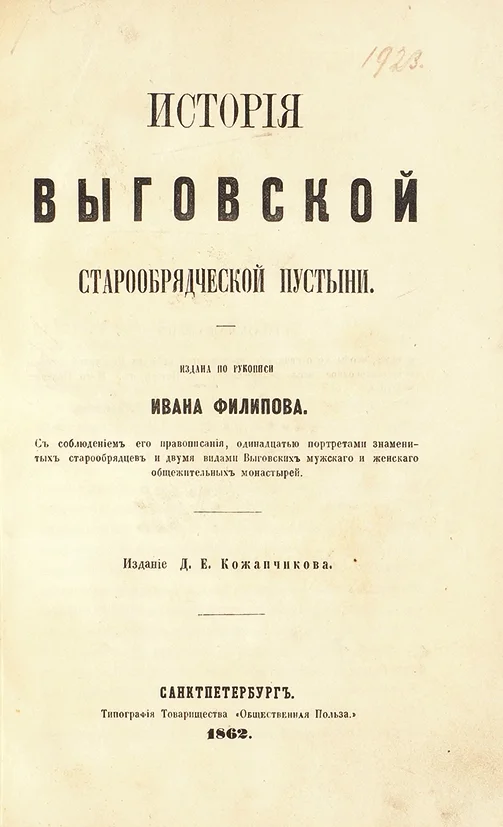 1923.
ИСТОРІЯ
ВЫГОВСКОЙ
СТАРООБРЯДЧЕСКОЙ ПУСТЫНИ.
ИЗДАНА ПО РУКОПИСИ
ИВАНА ФИЛИПОВА.
Съ соблюденіемъ его правописанія, одинадцатью портретами знамени-
тыхъ старообрядцевъ и двумя видами Выговскихъ мужскаго и женскаго
общежительныхъ монастырей.
Изданіе Д. Е. Кожанчикова.
САНКТПЕТЕРБУРГЪ.
Типографія Товарищества «Общественная Польза.»
1862.